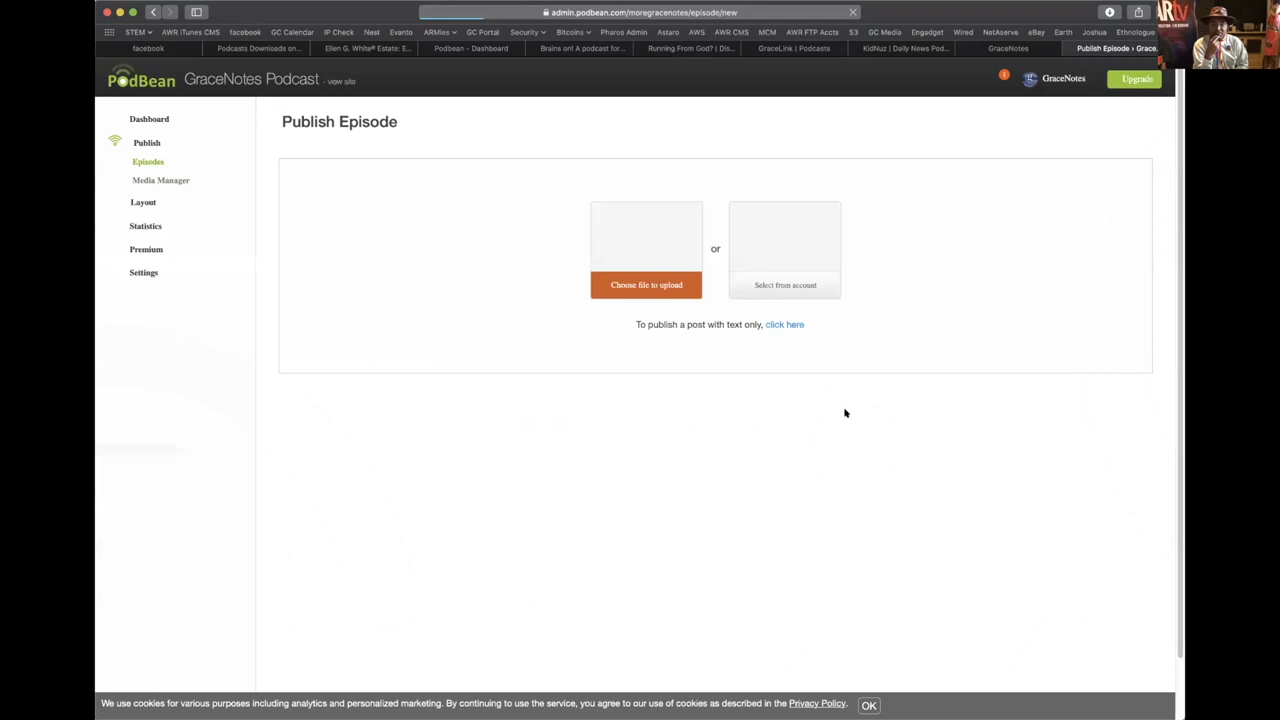 admin.podbean.com/moregracenotes/episode/new
STEM AWR iTunes CMS facebook GC Calendar IP Check Nest Evanto ARMies GC Portal Security Bitcoins Pharos Admin Astaro AWS AWR CMS MCM AWR FTP Accts S3 GC Media Engadget Wired NetAserve eBay Earth Joshua Ethnologue
facebook Podcasts Downloads on... Ellen G. White® Estate: E... Podbean - Dashboard Brains on! A podcast for... Running From God? | Dis... GraceLink | Podcasts KidNuz | Daily News Pod... GraceNotes Publish Episode › Grace...
PodBean GraceNotes Podcast - view site
GraceNotes
Upgrade
Dashboard
Publish
Episodes
Media Manager
Layout
Statistics
Premium
Settings
Publish Episode
or
Choose file to upload
Select from account
To publish a post with text only, click here
We use cookies for various purposes including analytics and personalized marketing. By continuing to use the service, you agree to our use of cookies as described in the Privacy Policy. OK